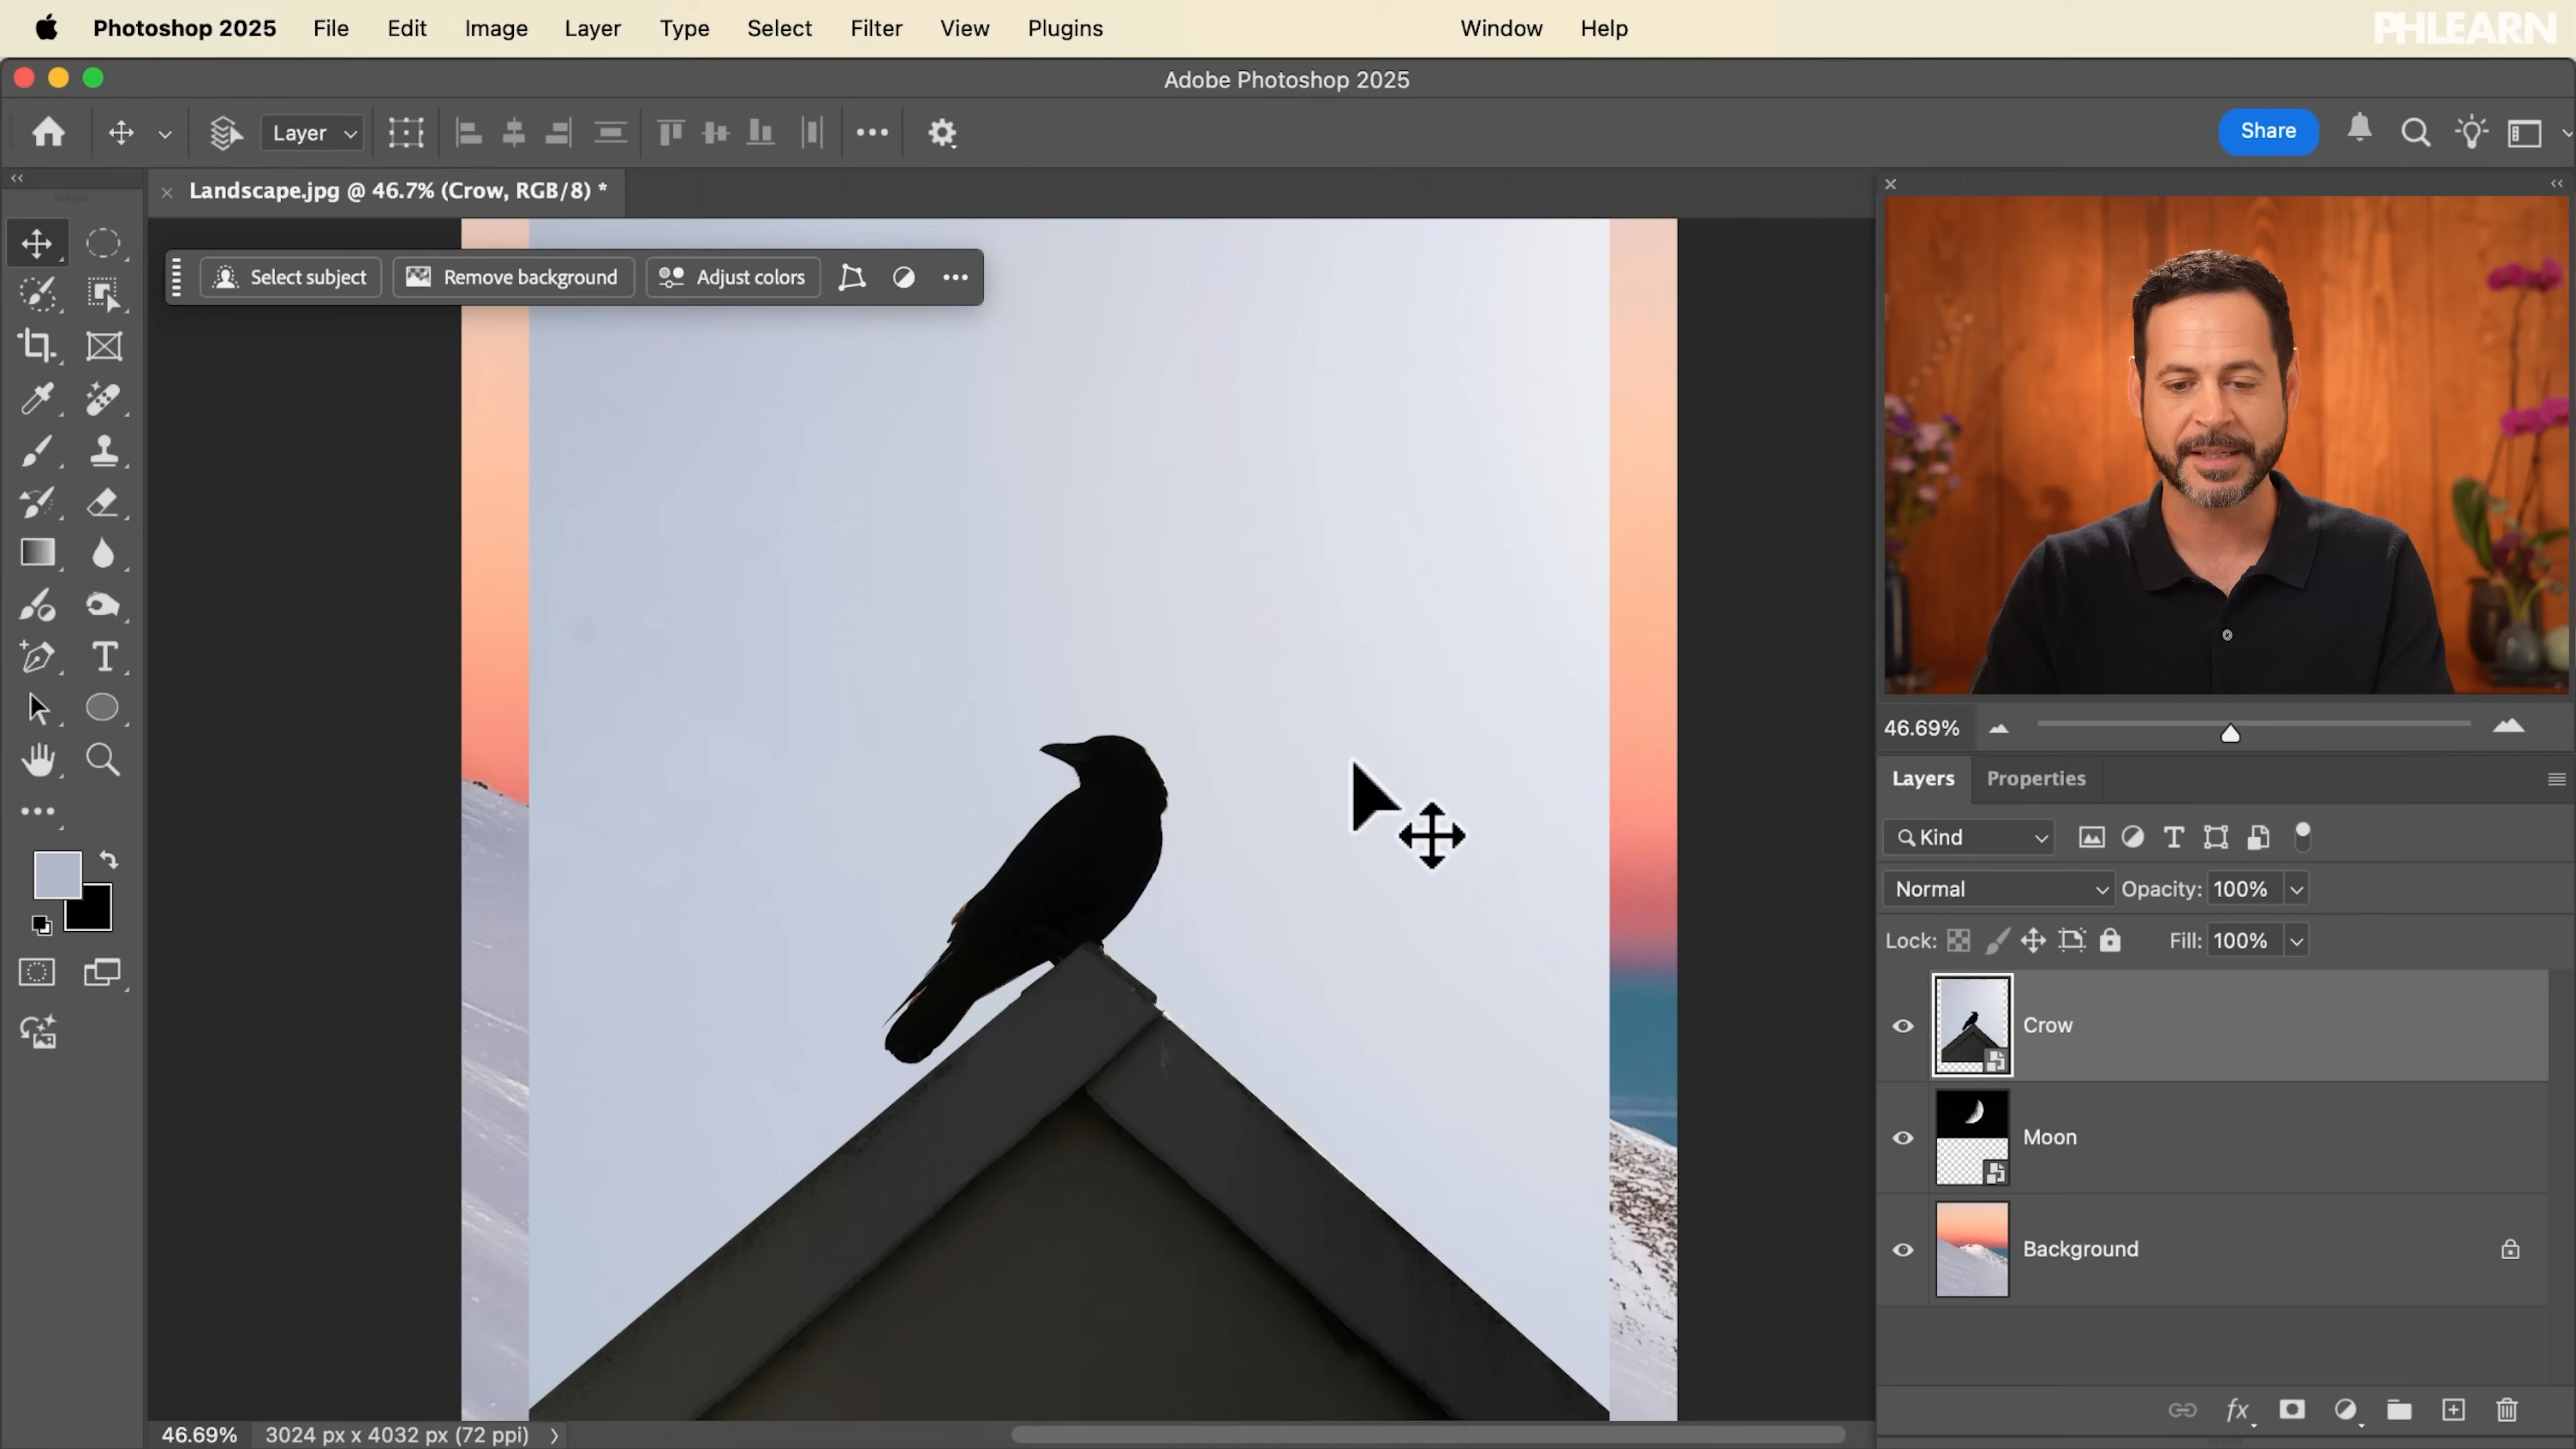 Photoshop 2025 File Edit Image Layer Type Select Filter View Plugins Window Help
PHLEARN
Adobe Photoshop 2025
Layer
Share
Landscape.jpg @ 46.7% (Crow, RGB/8) *
Select subject Remove background Adjust colors
46.69%
Layers Properties
Kind
Normal Opacity: 100%
Lock: Fill: 100%
Crow
Moon
Background
fx
46.69% 3024 px x 4032 px (72 ppi)